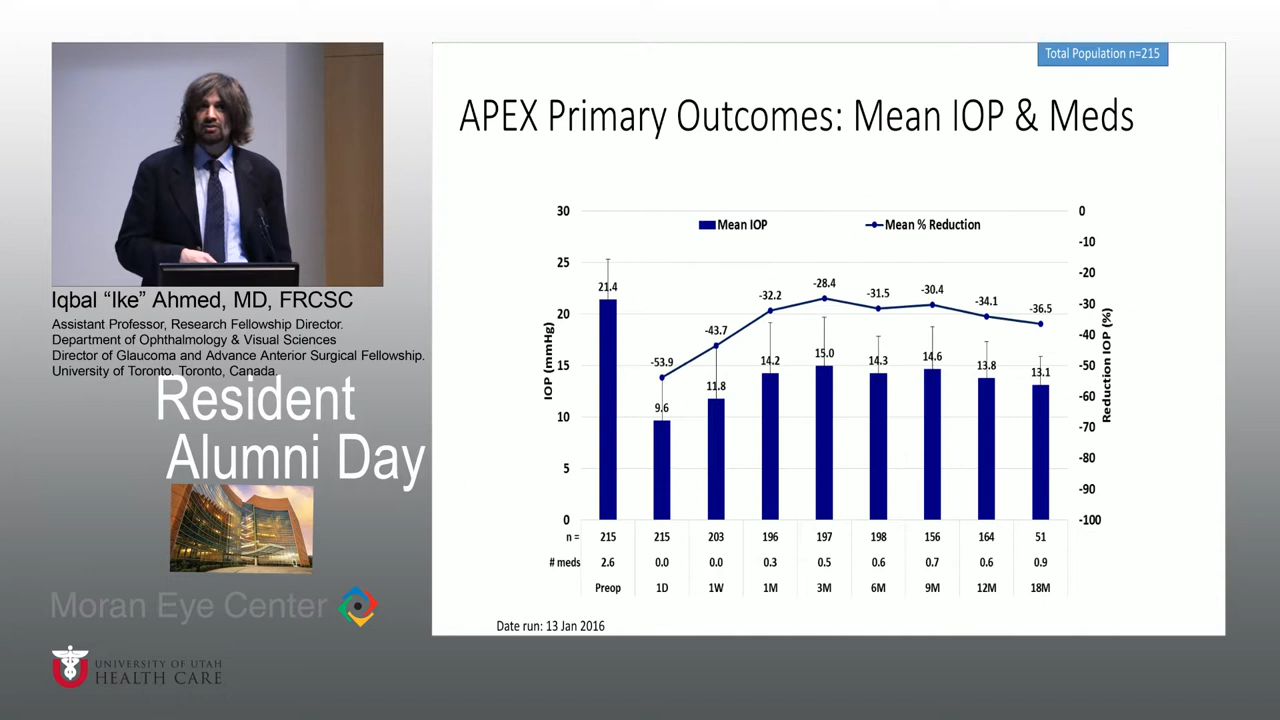 Total Population n=215
APEX Primary Outcomes: Mean IOP & Meds
Iqbal “Ike” Ahmed, MD, FRCSC
Assistant Professor, Research Fellowship Director.
Department of Ophthalmology & Visual Sciences
Director of Glaucoma and Advance Anterior Surgical Fellowship.
University of Toronto. Toronto, Canada.
Resident
Alumni Day
Moran Eye Center
UNIVERSITY OF UTAH
HEALTH CARE
Mean IOP
Mean % Reduction
IOP (mmHg)
30
25
20
15
10
5
0
Reduction IOP (%)
0
-10
-20
-30
-40
-50
-60
-70
-80
-90
-100
-53.9
-43.7
-32.2
-28.4
-31.5
-30.4
-34.1
-36.5
21.4
9.6
11.8
14.2
15.0
14.3
14.6
13.8
13.1
n = 215 215 203 196 197 198 156 164 51
# meds 2.6 0.0 0.0 0.3 0.5 0.6 0.7 0.6 0.9
Preop 1D 1W 1M 3M 6M 9M 12M 18M
Date run: 13 Jan 2016